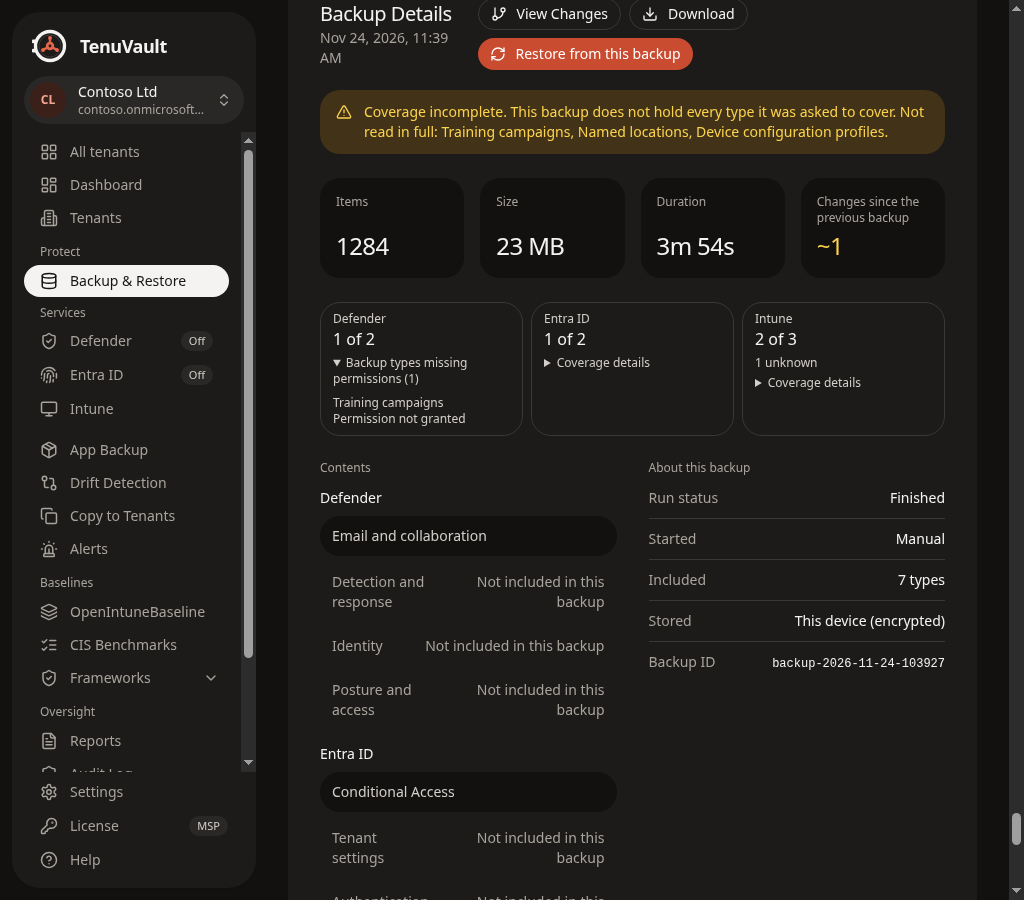 TenuVault
CL
Contoso Ltd
contoso.onmicrosoft...
All tenants
Dashboard
Tenants
Protect
Backup & Restore
Services
Defender
Off
Entra ID
Off
Intune
App Backup
Drift Detection
Copy to Tenants
Alerts
Baselines
OpenIntuneBaseline
CIS Benchmarks
Frameworks
Oversight
Reports
Audit Log
Settings
License
MSP
Help
Backup Details
Nov 24, 2026, 11:39
AM
View Changes
Download
Restore from this backup
Coverage incomplete. This backup does not hold every type it was asked to cover. Not
read in full: Training campaigns, Named locations, Device configuration profiles.
Items
1284
Size
23 MB
Duration
3m 54s
Changes since the
previous backup
~1
Defender
1 of 2
Backup types missing
permissions (1)
Training campaigns
Permission not granted
Entra ID
1 of 2
Coverage details
Intune
2 of 3
1 unknown
Coverage details
Contents
Defender
Email and collaboration
Detection and
response
Not included in this
backup
Identity
Not included in this backup
Posture and
access
Not included in this
backup
Entra ID
Conditional Access
Tenant
settings
Not included in this
backup
Authentication
Not included in this
About this backup
Run status
Finished
Started
Manual
Included
7 types
Stored
This device (encrypted)
Backup ID
backup-2026-11-24-103927